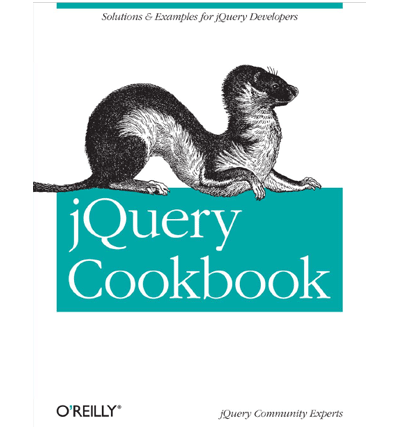 Solutions & Examples for jQuery Developers
jQuery
Cookbook
O'REILLY®
jQuery Community Experts